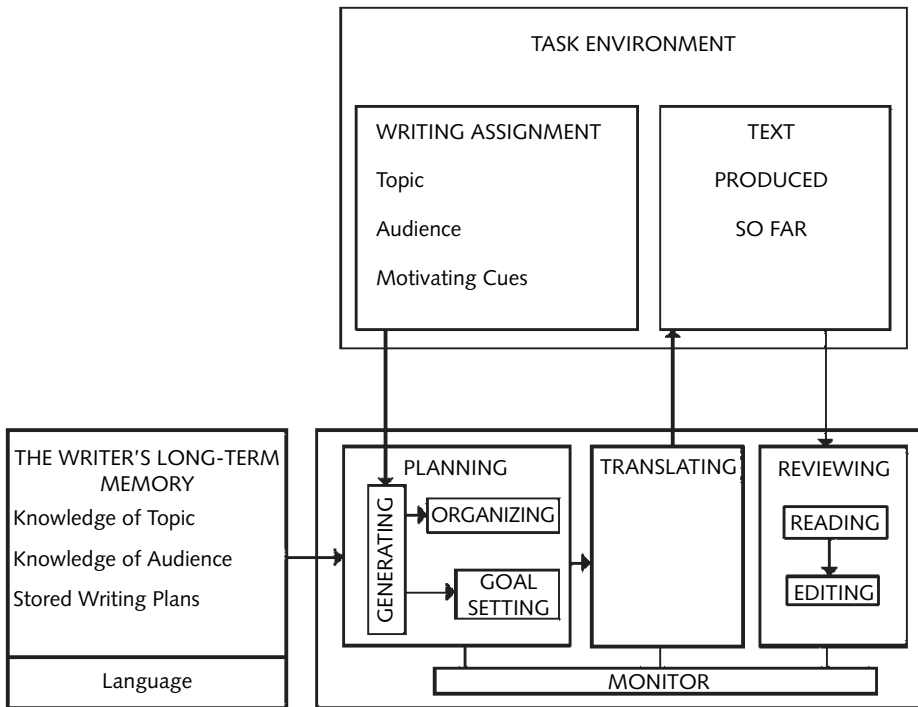 TASK ENVIRONMENT
WRITING ASSIGNMENT
Topic
Audience
Motivating Cues
TEXT
PRODUCED
SO FAR
THE WRITER'S LONG-TERM
MEMORY
Knowledge of Topic
Knowledge of Audience
Stored Writing Plans
Language
PLANNING
GENERATING
ORGANIZING
GOAL
SETTING
TRANSLATING
REVIEWING
READING
EDITING
MONITOR